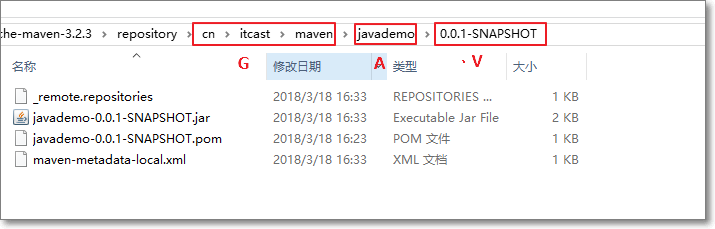 che-maven-3.2.3 › repository › cn › itcast › maven › javademo › 0.0.1-SNAPSHOT
G A V
名称 修改日期 类型 大小
_remote.repositories 2018/3/18 16:33 REPOSITORIES ... 1 KB
javademo-0.0.1-SNAPSHOT.jar 2018/3/18 16:33 Executable Jar File 2 KB
javademo-0.0.1-SNAPSHOT.pom 2018/3/18 16:23 POM 文件 1 KB
maven-metadata-local.xml 2018/3/18 16:33 XML 文档 1 KB